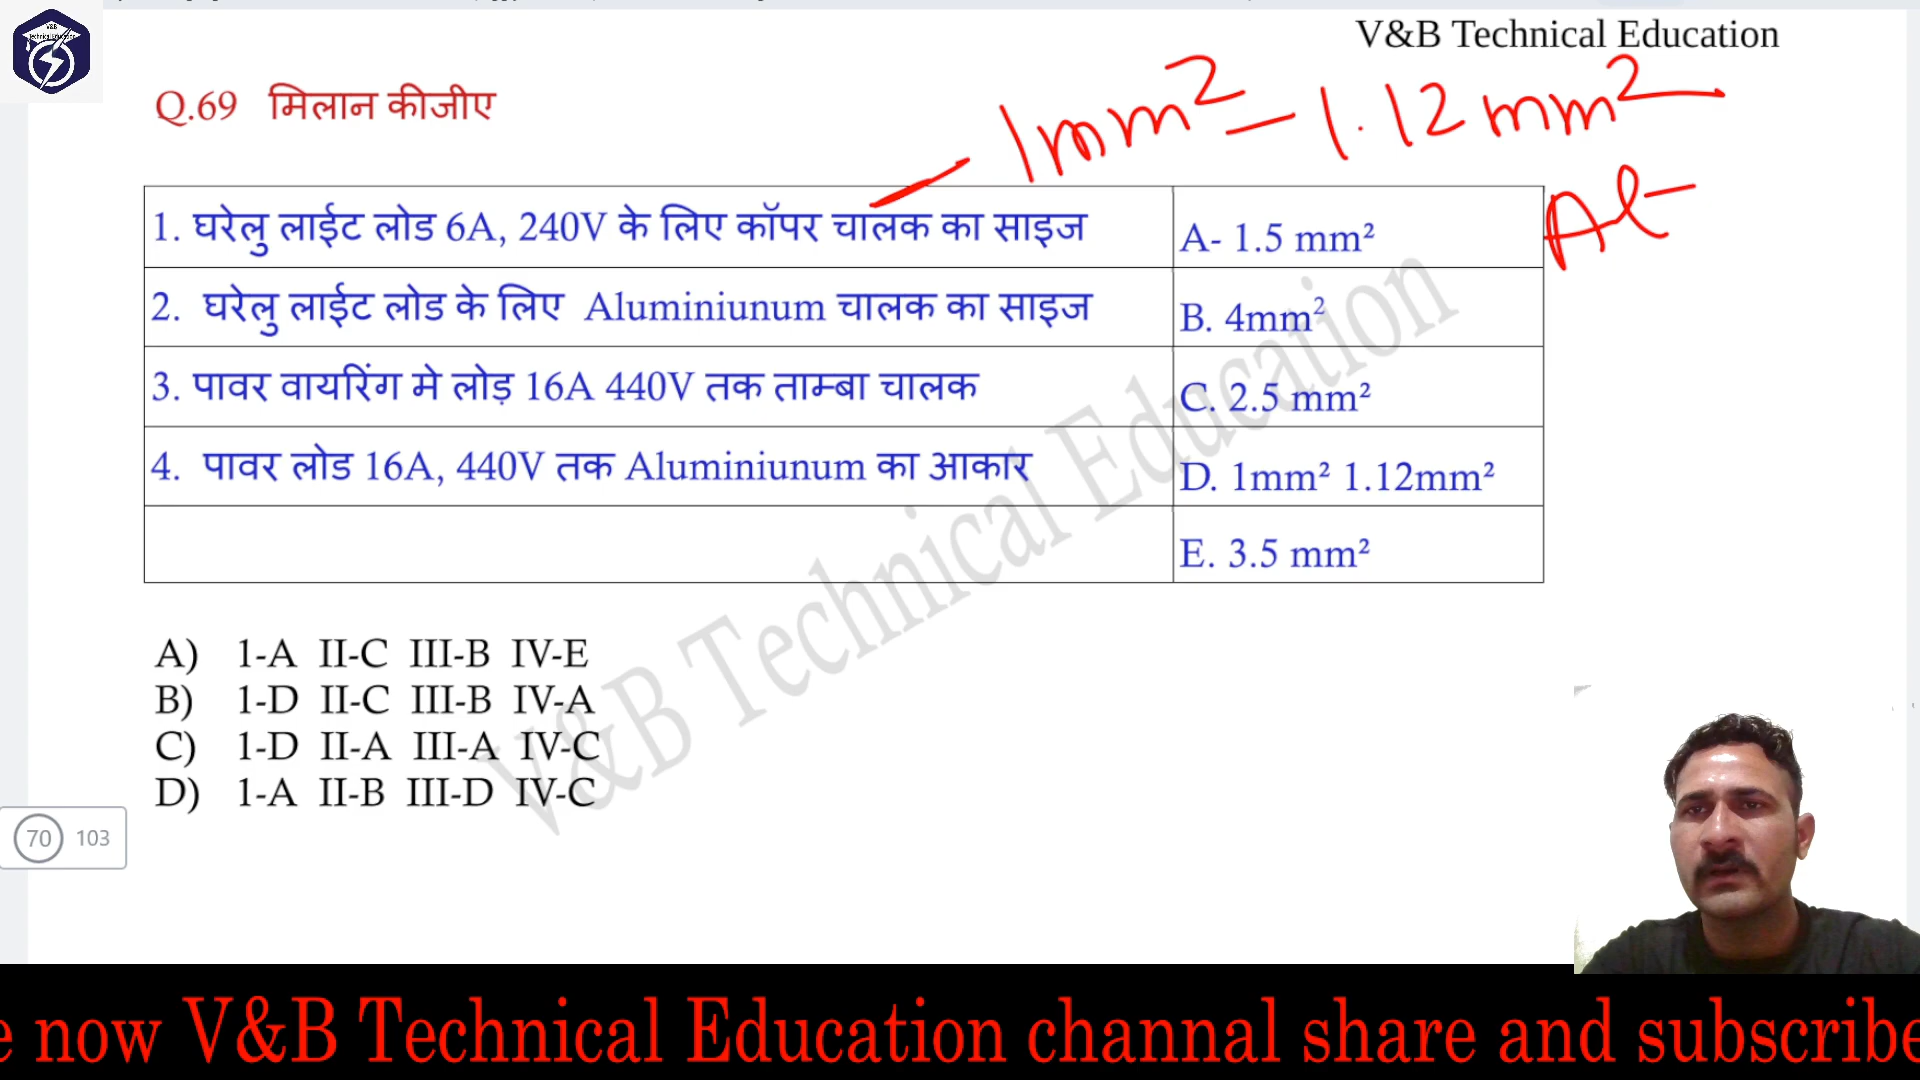 V&B Technical Education
Q.69 मिलान कीजीए
– 1mm² – 1.12 mm²
Al –
1. घरेलु लाईट लोड 6A, 240V के लिए कॉपर चालक का साइज
A- 1.5 mm²
2. घरेलु लाईट लोड के लिए Aluminiunum चालक का साइज
B. 4mm²
3. पावर वायरिंग मे लोड़ 16A 440V तक ताम्बा चालक
C. 2.5 mm²
4. पावर लोड 16A, 440V तक Aluminiunum का आकार
D. 1mm² 1.12mm²
E. 3.5 mm²
V&B Technical Education
A) 1-A II-C III-B IV-E
B) 1-D II-C III-B IV-A
C) 1-D II-A III-A IV-C
D) 1-A II-B III-D IV-C
70 103
e now V&B Technical Education channal share and subscribe